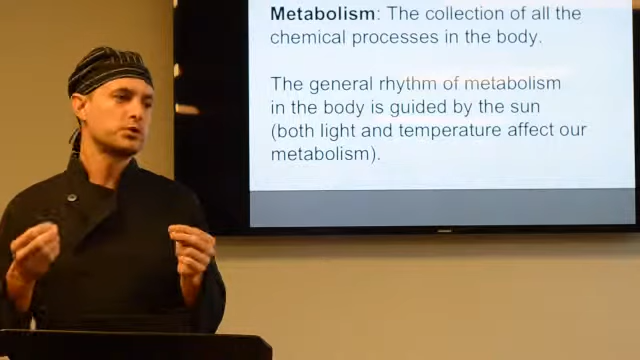 Metabolism: The collection of all the
chemical processes in the body.
The general rhythm of metabolism
in the body is guided by the sun
(both light and temperature affect our
metabolism).